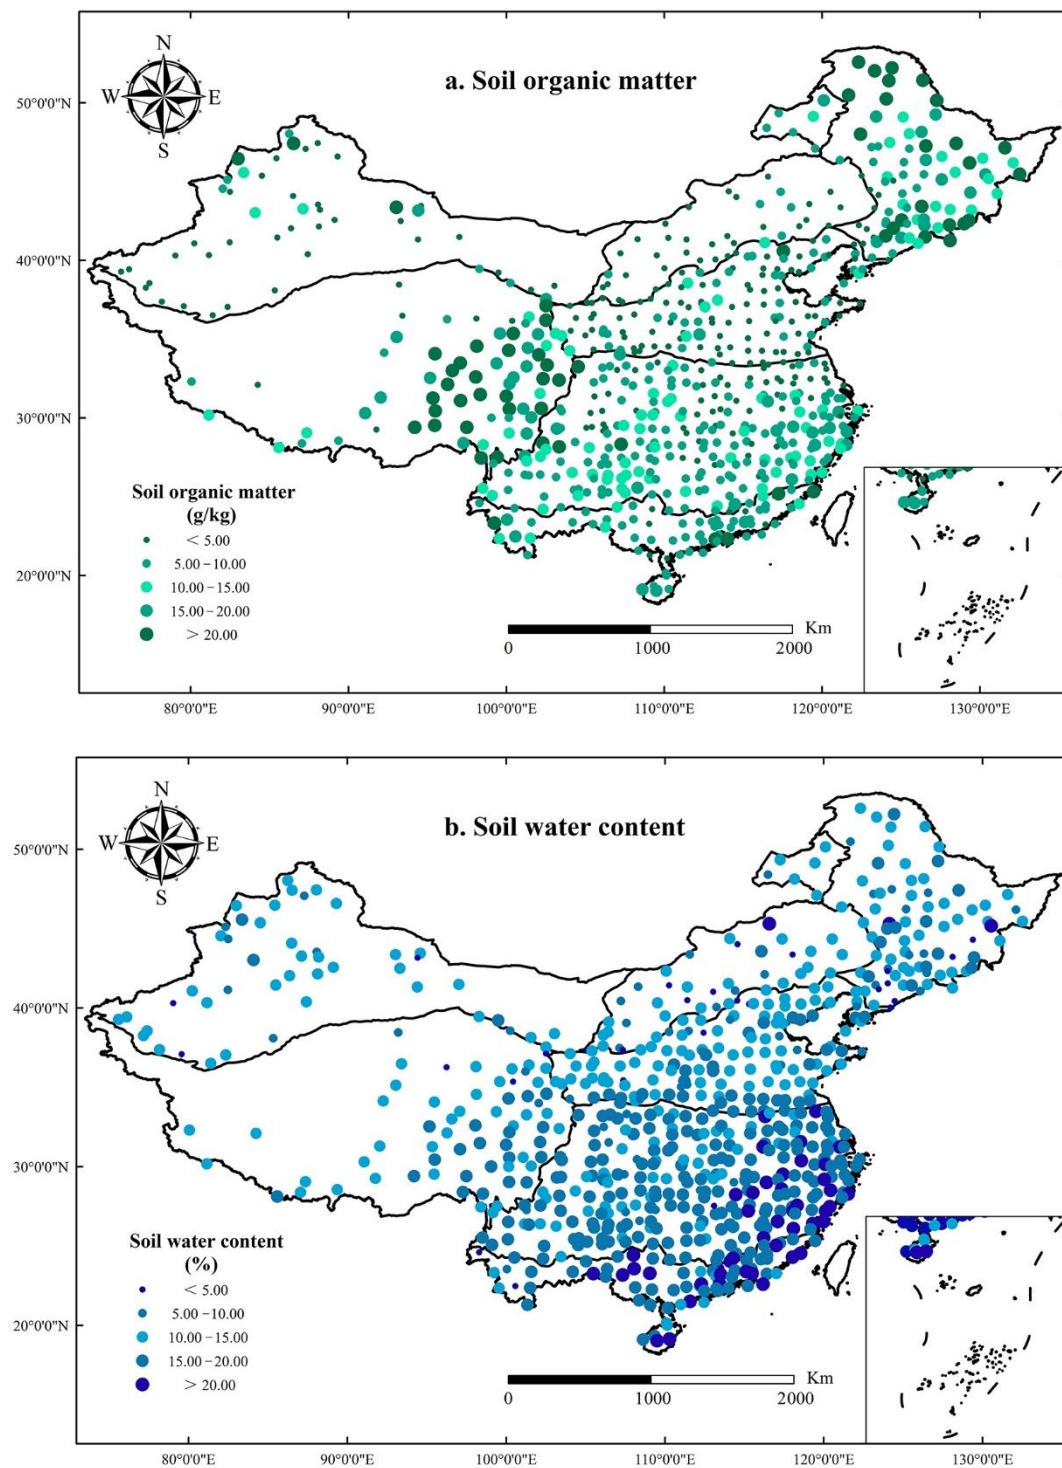 a. Soil organic matter
N
W E
S
50°0'0"N
40°0'0"N
30°0'0"N
20°0'0"N
Soil organic matter
(g/kg)
< 5.00
5.00 – 10.00
10.00 – 15.00
15.00 – 20.00
> 20.00
Km
0 1000 2000
80°0'0"E 90°0'0"E 100°0'0"E 110°0'0"E 120°0'0"E 130°0'0"E
b. Soil water content
N
W E
S
50°0'0"N
40°0'0"N
30°0'0"N
20°0'0"N
Soil water content
(%)
< 5.00
5.00 – 10.00
10.00 – 15.00
15.00 – 20.00
> 20.00
Km
0 1000 2000
80°0'0"E 90°0'0"E 100°0'0"E 110°0'0"E 120°0'0"E 130°0'0"E